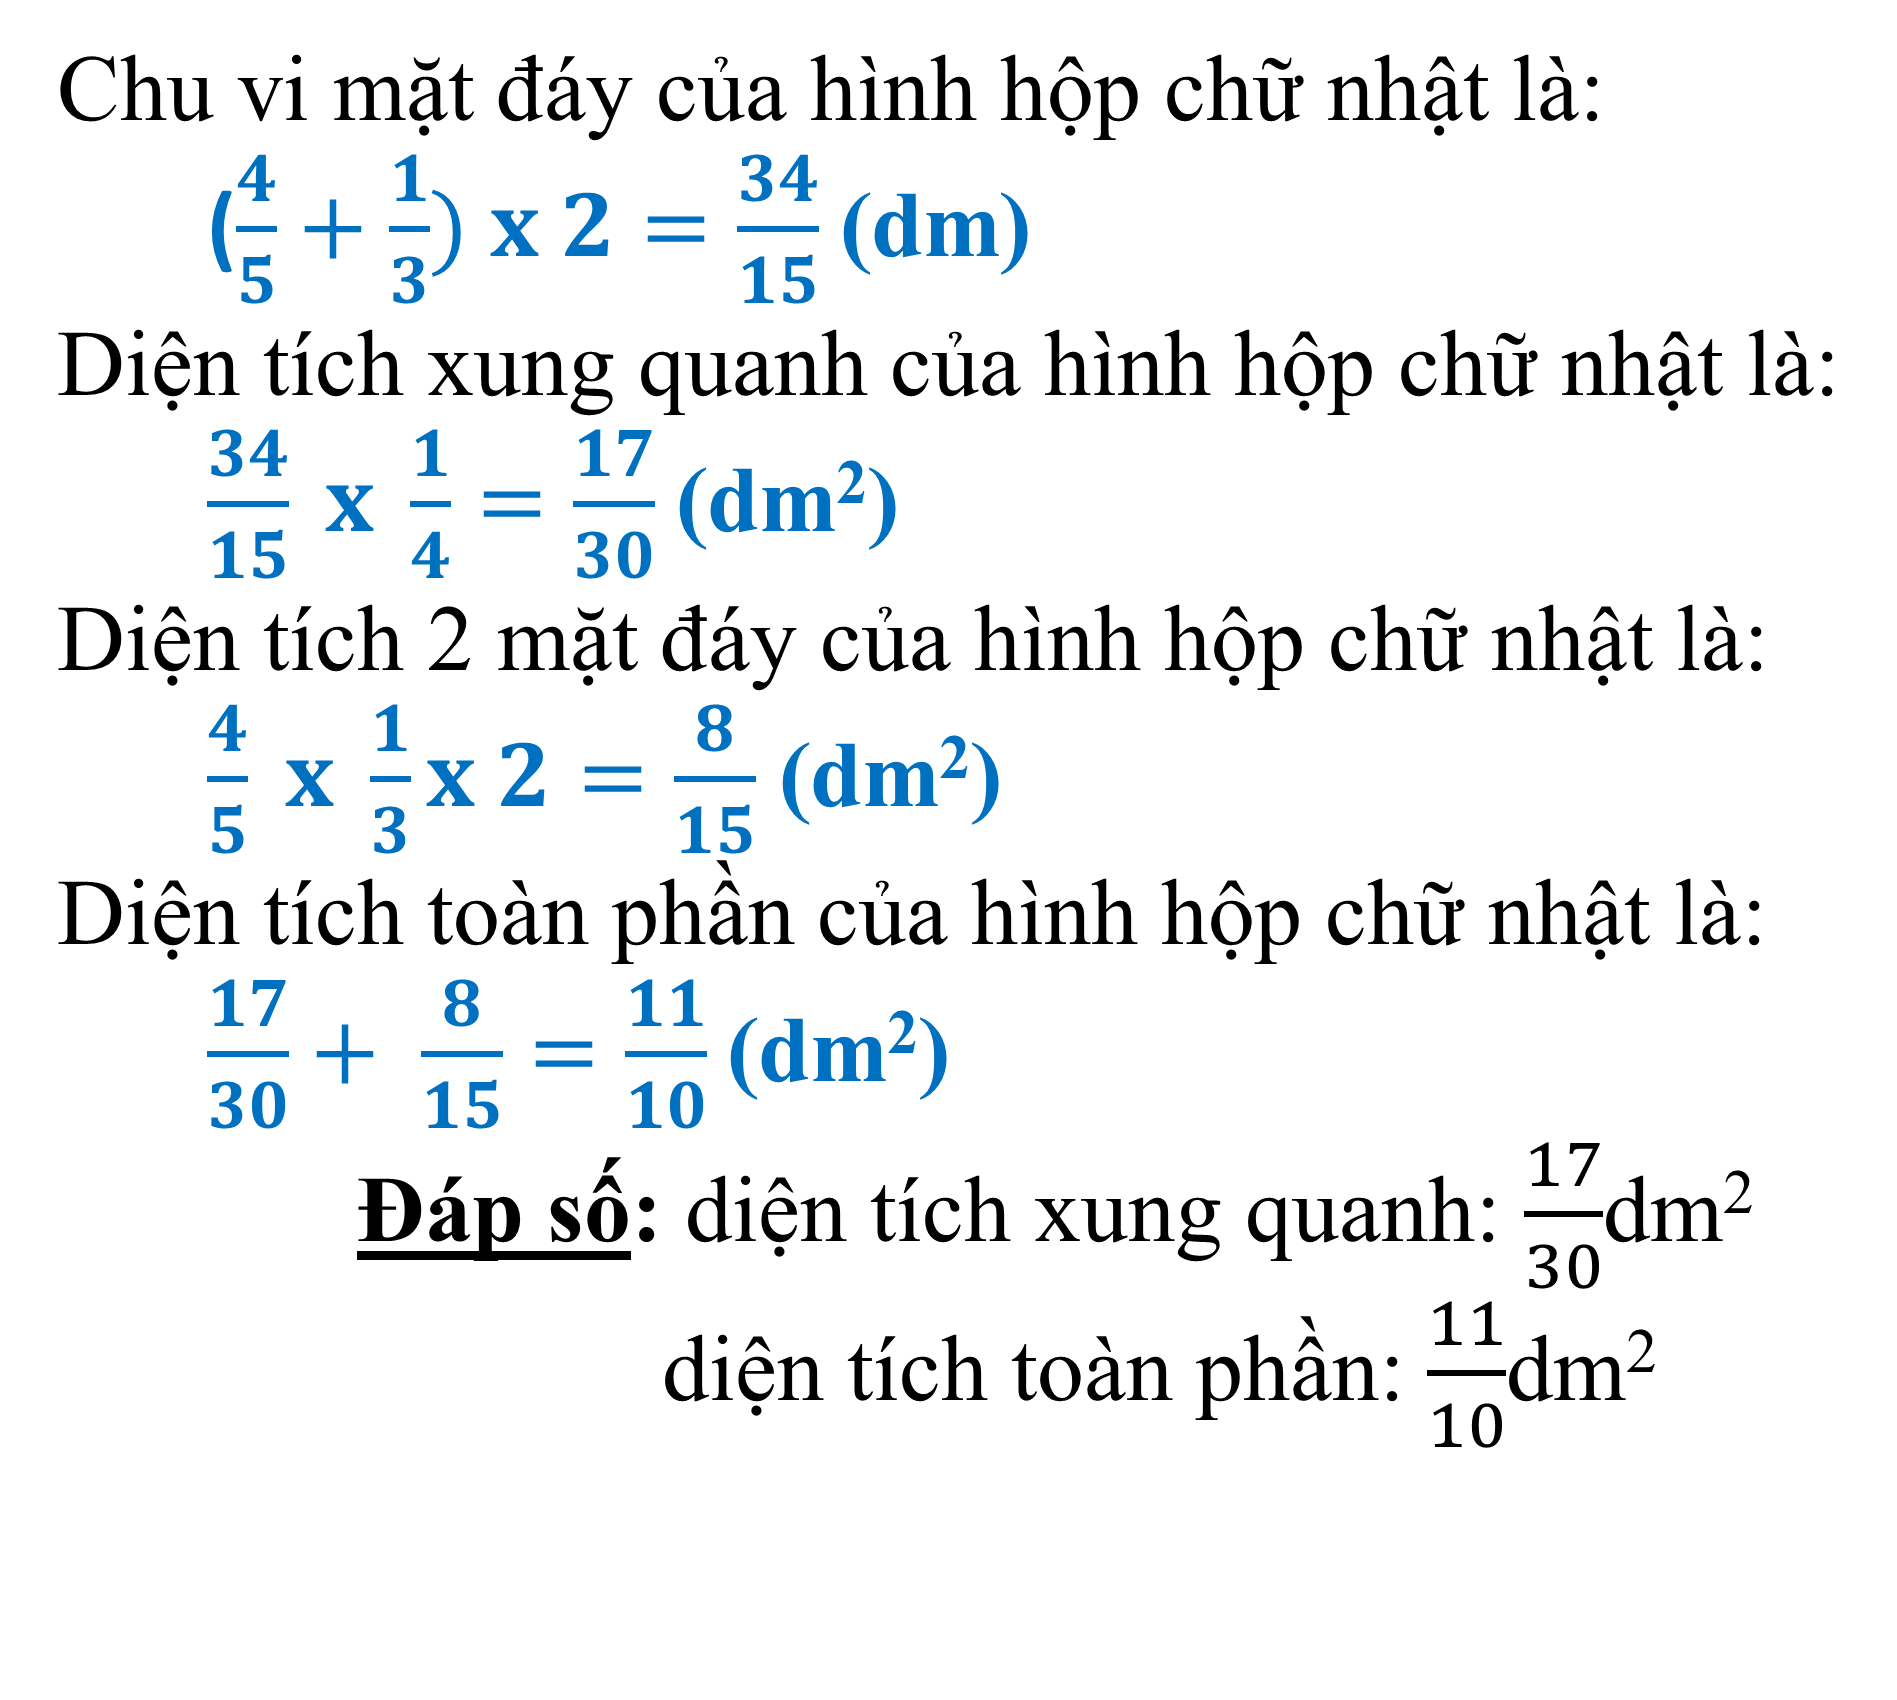 Chu vi mặt đáy của hình hộp chữ nhật là:
(4/5 + 1/3) x 2 = 34/15 (dm)
Diện tích xung quanh của hình hộp chữ nhật là:
34/15 x 1/4 = 17/30 (dm²)
Diện tích 2 mặt đáy của hình hộp chữ nhật là:
4/5 x 1/3 x 2 = 8/15 (dm²)
Diện tích toàn phần của hình hộp chữ nhật là:
17/30 + 8/15 = 11/10 (dm²)
Đáp số: diện tích xung quanh: 17/30 dm²
diện tích toàn phần: 11/10 dm²